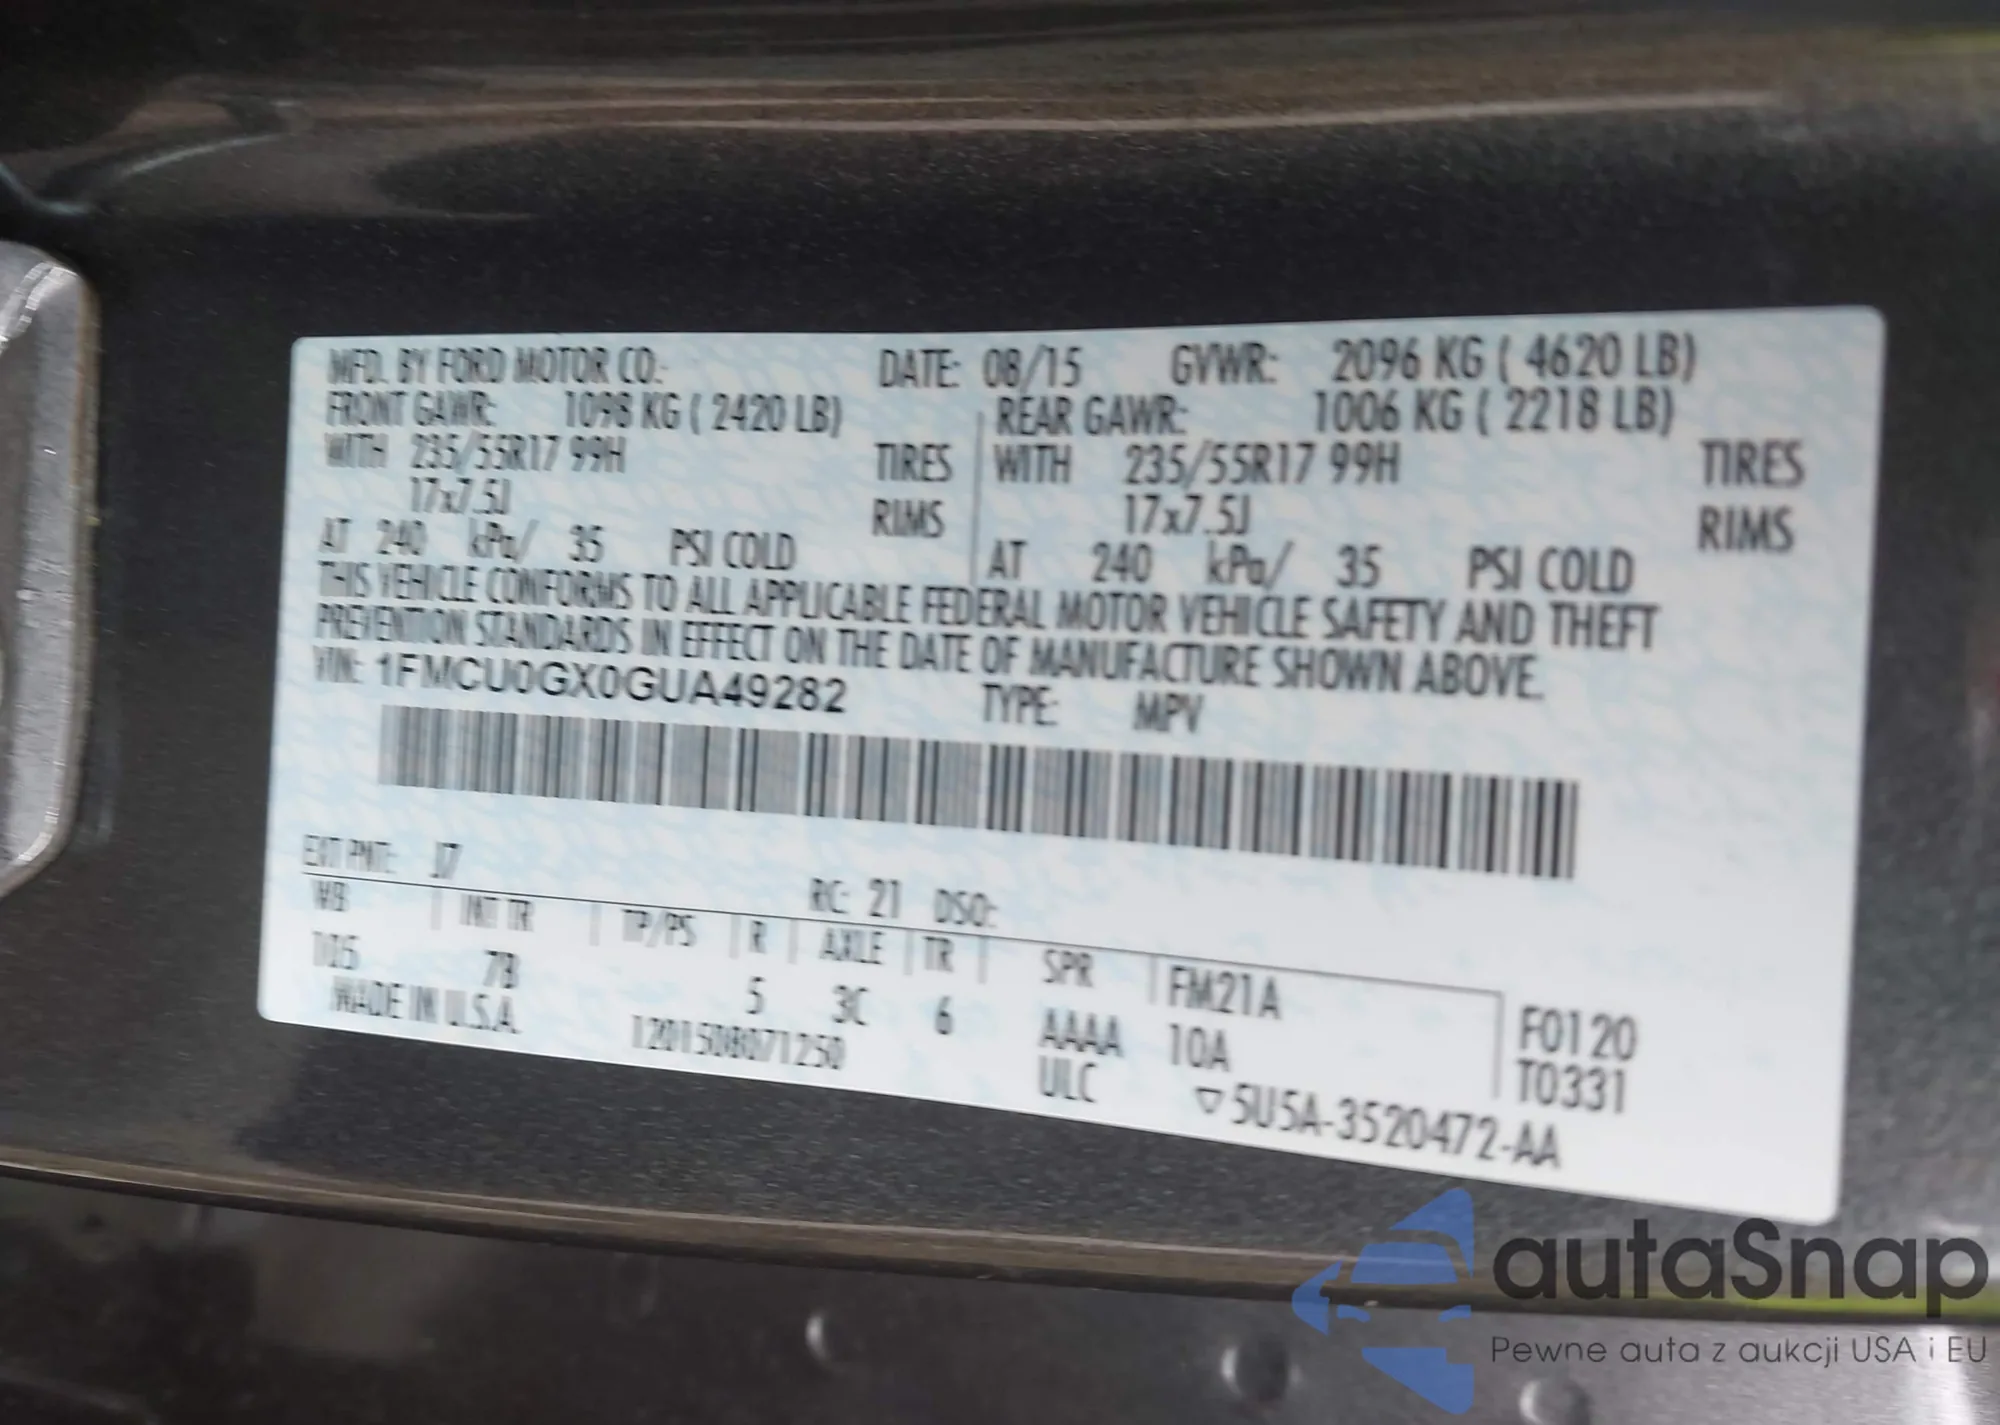 MFD. BY FORD MOTOR CO. DATE: 08/15 GVWR: 2096 KG ( 4620 LB)
FRONT GAWR: 1098 KG ( 2420 LB) REAR GAWR: 1006 KG ( 2218 LB)
WITH 235/55R17 99H TIRES WITH 235/55R17 99H TIRES
17x7.5J RIMS 17x7.5J RIMS
AT 240 kPa/ 35 PSI COLD AT 240 kPa/ 35 PSI COLD
THIS VEHICLE CONFORMS TO ALL APPLICABLE FEDERAL MOTOR VEHICLE SAFETY AND THEFT
PREVENTION STANDARDS IN EFFECT ON THE DATE OF MANUFACTURE SHOWN ABOVE.
VIN: 1FMCU0GX0GUA49282 TYPE: MPV
EXT PNT: J7 RC: 21 DSO:
WB INT TR TP/PS R AXLE TR SPR FM21A F0120
7B 5 3C 6 AAAA 10A T0331
MADE IN U.S.A. 1201508071250 ULC ▽5U5A-3520472-AA
autaSnap
Pewne auta z aukcji USA i EU